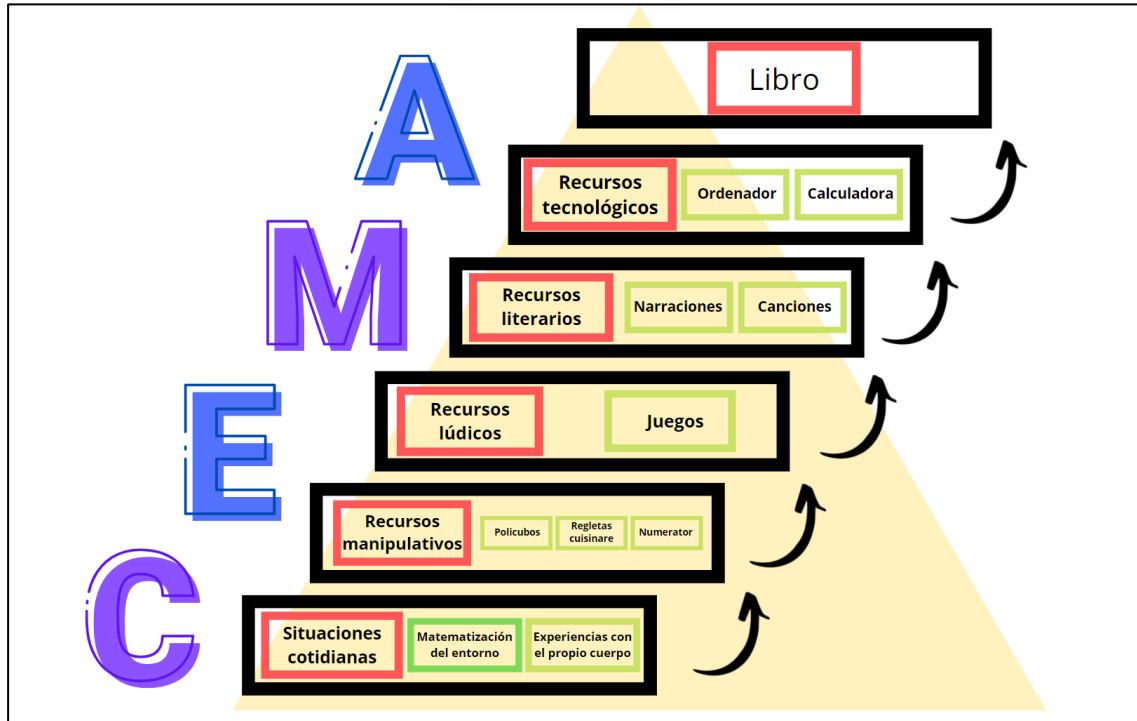 A
Libro
Recursos
tecnológicos
Ordenador
Calculadora
M
Recursos
literarios
Narraciones
Canciones
E
Recursos
lúdicos
Juegos
Recursos
manipulativos
Policubos
Regletas
cuisinare
Numerator
C
Situaciones
cotidianas
Matematización
del entorno
Experiencias con
el propio cuerpo